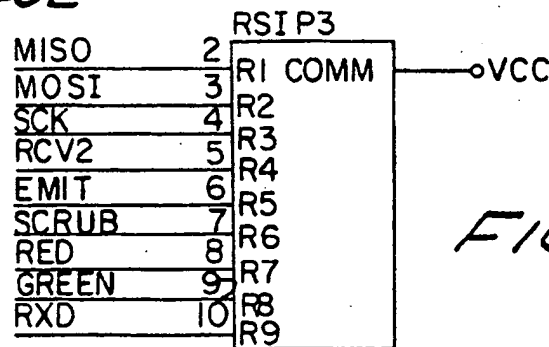 RSIP3
MISO 2 R1 COMM VCC
MOSI 3 R2
SCK 4 R3
RCV2 5 R4
EMIT 6 R5
SCRUB 7 R6
RED 8 R7
GREEN 9 R8
RXD 10 R9